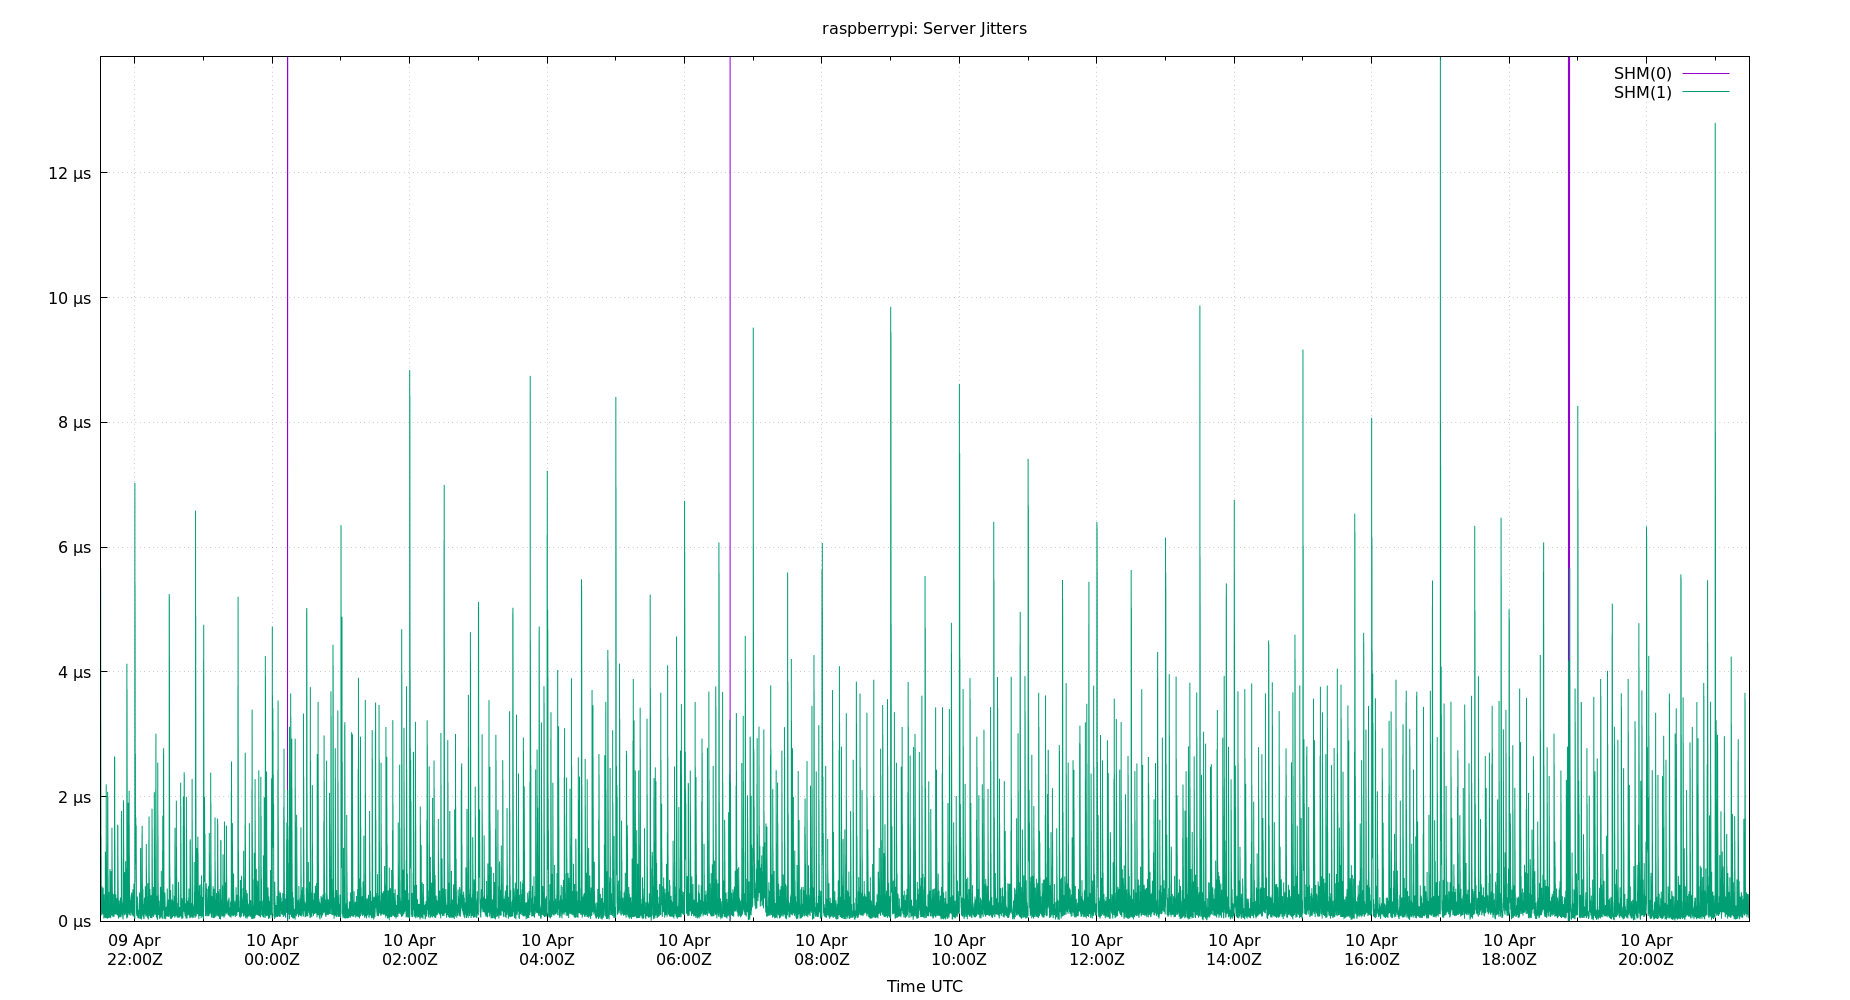 raspberrypi: Server Jitters
SHM(0)
SHM(1)
12 µs
10 µs
8 µs
6 µs
4 µs
2 µs
0 µs
09 Apr 10 Apr 10 Apr 10 Apr 10 Apr 10 Apr 10 Apr 10 Apr 10 Apr 10 Apr 10 Apr 10 Apr
22:00Z 00:00Z 02:00Z 04:00Z 06:00Z 08:00Z 10:00Z 12:00Z 14:00Z 16:00Z 18:00Z 20:00Z
Time UTC